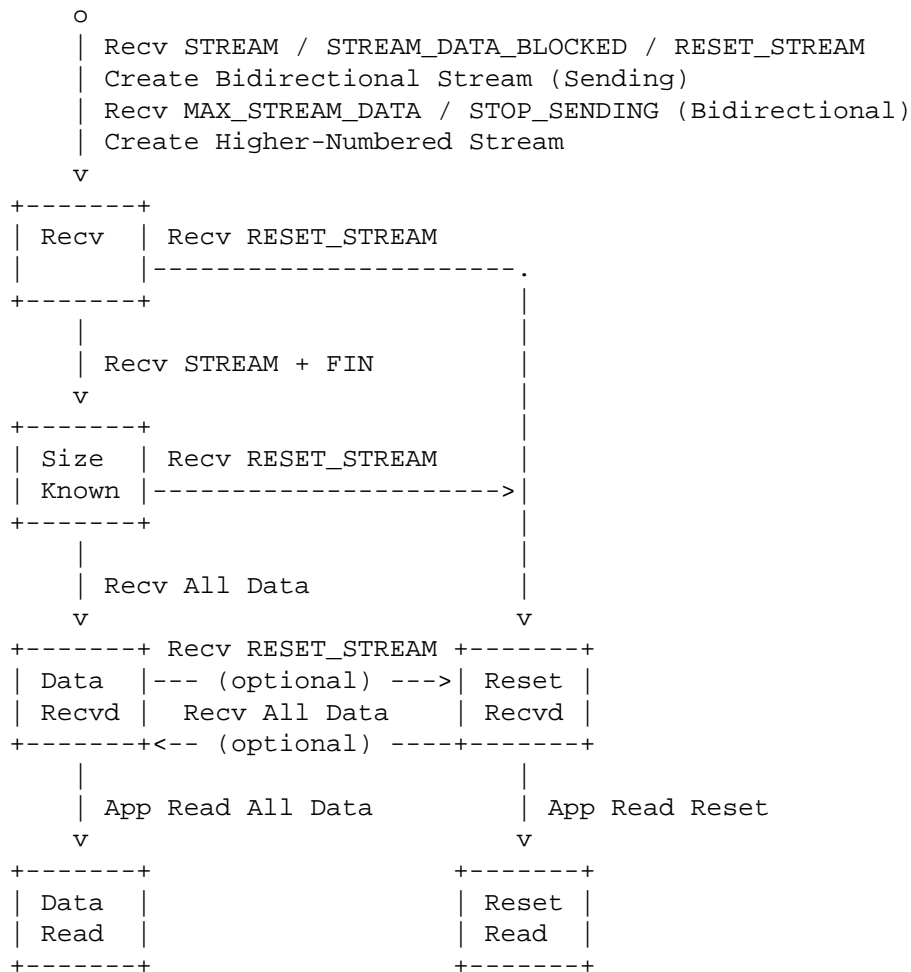 o
| Recv STREAM / STREAM_DATA_BLOCKED / RESET_STREAM
| Create Bidirectional Stream (Sending)
| Recv MAX_STREAM_DATA / STOP_SENDING (Bidirectional)
| Create Higher-Numbered Stream
v
+-------+
| Recv  | Recv RESET_STREAM
|       |-----------------------.
+-------+                       |
    |                           |
    | Recv STREAM + FIN         |
    v                           |
+-------+                       |
| Size  | Recv RESET_STREAM     |
| Known |---------------------->|
+-------+                       |
    |                           |
    | Recv All Data             |
    v                           v
+-------+ Recv RESET_STREAM +-------+
| Data  |--- (optional) --->| Reset |
| Recvd |  Recv All Data    | Recvd |
+-------+<-- (optional) ----+-------+
    |                           |
    | App Read All Data         | App Read Reset
    v                           v
+-------+                   +-------+
| Data  |                   | Reset |
| Read  |                   | Read  |
+-------+                   +-------+